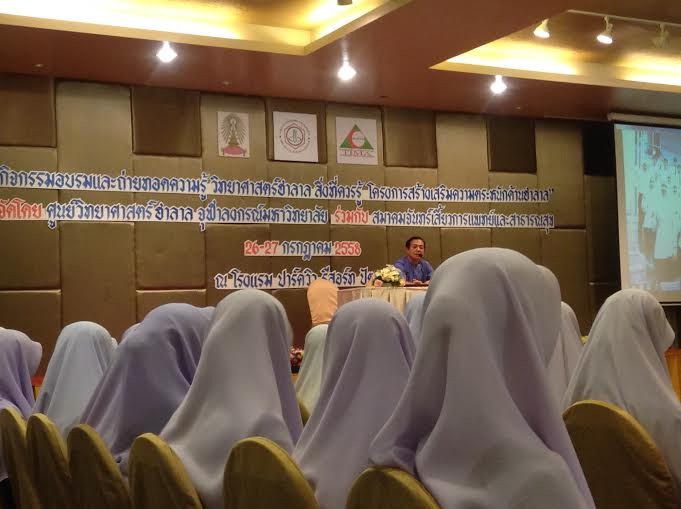 TIMA
กิจกรรมอบรมและถ่ายทอดความรู้ วิทยาศาสตร์ฮาลาล สิ่งที่ควรรู้ "โครงการสร้างเสริมความตระหนักด้านฮาลาล"
จัดโดย ศูนย์วิทยาศาสตร์ฮาลาล จุฬาลงกรณ์มหาวิทยาลัย ร่วมกับ สมาคมจันทร์เสี้ยวการแพทย์และสาธารณสุข
26-27 กรกฎาคม 2558
ณ โรงแรม ปาร์ควิว รีสอร์ท